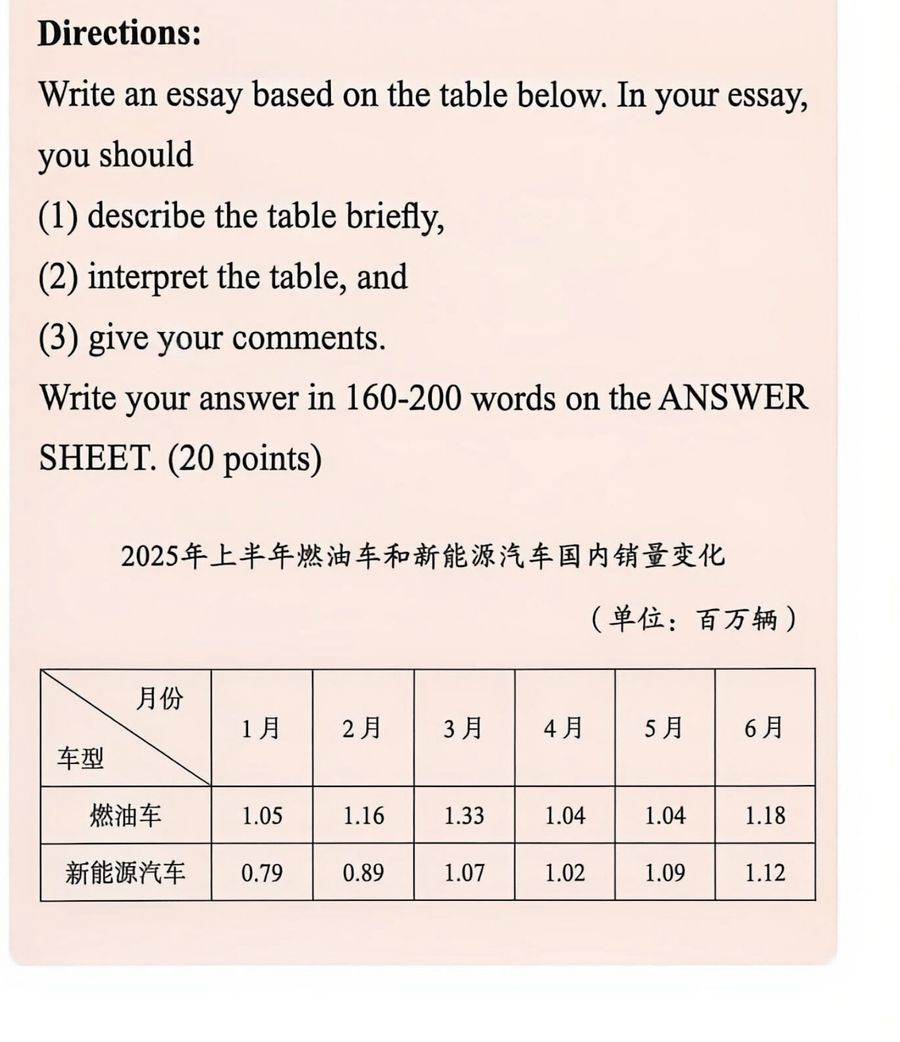 Directions:
Write an essay based on the table below. In your essay,
you should
(1) describe the table briefly,
(2) interpret the table, and
(3) give your comments.
Write your answer in 160-200 words on the ANSWER
SHEET. (20 points)
2025年上半年燃油车和新能源汽车国内销量变化
（单位：百万辆）
月份
车型
1月 2月 3月 4月 5月 6月
燃油车 1.05 1.16 1.33 1.04 1.04 1.18
新能源汽车 0.79 0.89 1.07 1.02 1.09 1.12